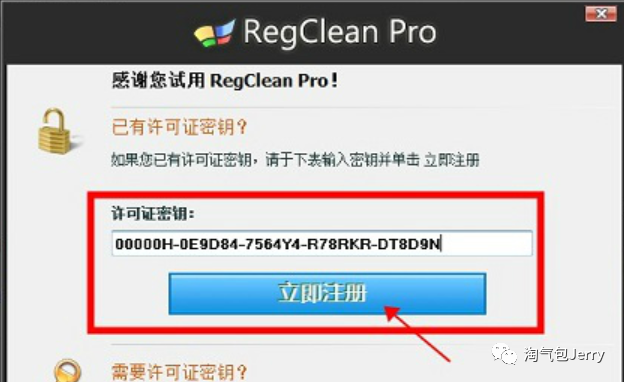 RegClean Pro
感谢您试用 RegClean Pro!
已有许可证密钥?
如果您已有许可证密钥，请于下表输入密钥并单击 立即注册
许可证密钥:
00000H-0E9D84-7564Y4-R78RKR-DT8D9N
立即注册
需要许可证密钥?
淘气包Jerry